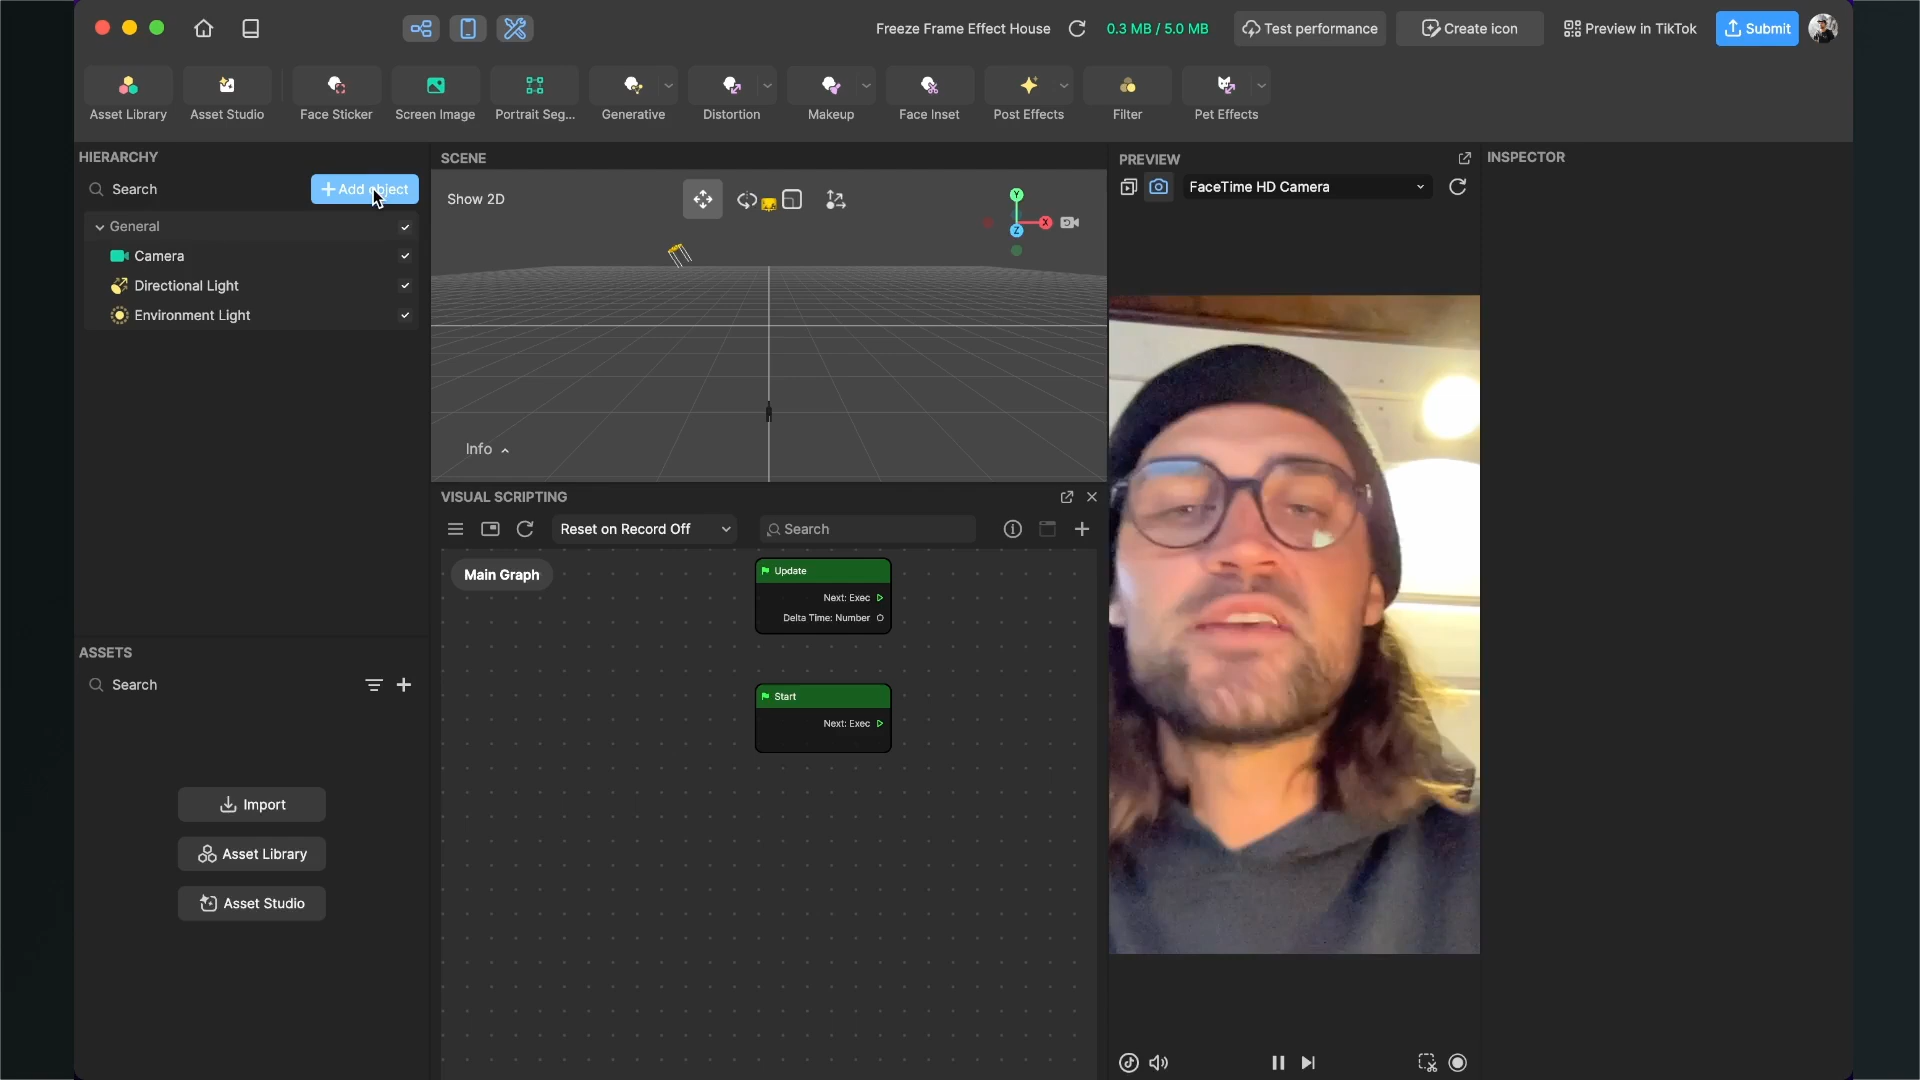 Freeze Frame Effect House
0.3 MB / 5.0 MB
Test performance
Create icon
Preview in TikTok
Submit
Asset Library
Asset Studio
Face Sticker
Screen Image
Portrait Seg...
Generative
Distortion
Makeup
Face Inset
Post Effects
Filter
Pet Effects
HIERARCHY
Search
Add object
General
Camera
Directional Light
Environment Light
SCENE
Show 2D
Y
X
Z
Info
PREVIEW
FaceTime HD Camera
INSPECTOR
VISUAL SCRIPTING
Reset on Record Off
Search
Main Graph
Update
Next: Exec
Delta Time: Number
Start
Next: Exec
ASSETS
Search
Import
Asset Library
Asset Studio